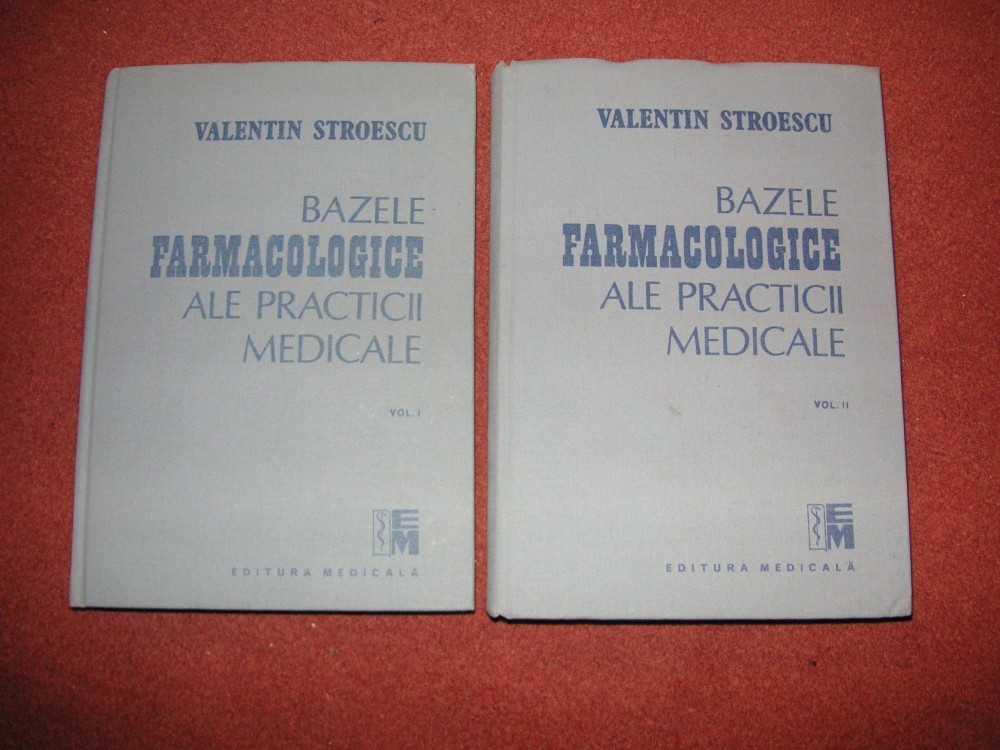 VALENTIN STROESCU
BAZELE
FARMACOLOGICE
ALE PRACTICII
MEDICALE
VOL. I
EM
EDITURA MEDICALĂ
VALENTIN STROESCU
BAZELE
FARMACOLOGICE
ALE PRACTICII
MEDICALE
VOL. II
EM
EDITURA MEDICALĂ